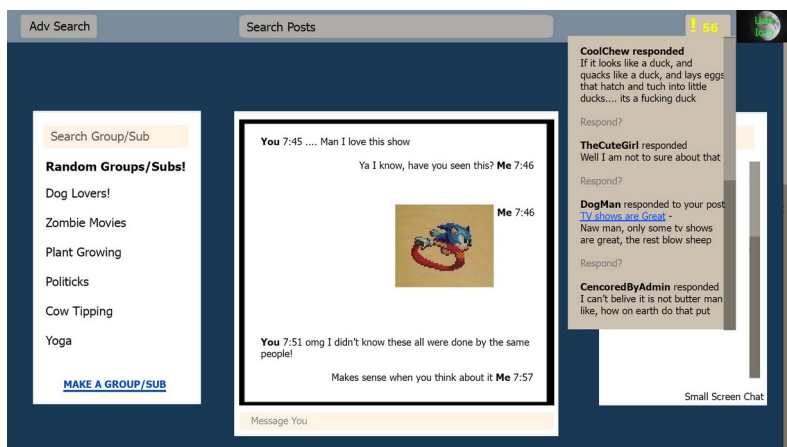 Adv Search
Search Posts
! 56
User
Icon
CoolChew responded
If it looks like a duck, and
quacks like a duck, and lays eggs
that hatch and tuch into little
ducks.... its a fucking duck
Respond?
TheCuteGirl responded
Well I am not to sure about that
Respond?
DogMan responded to your post
TV shows are Great -
Naw man, only some tv shows
are great, the rest blow sheep
Respond?
CencoredByAdmin responded
I can't belive it is not butter man
like, how on earth do that put
Search Group/Sub
Random Groups/Subs!
Dog Lovers!
Zombie Movies
Plant Growing
Politicks
Cow Tipping
Yoga
MAKE A GROUP/SUB
You 7:45 .... Man I love this show
Ya I know, have you seen this? Me 7:46
Me 7:46
You 7:51 omg I didn't know these all were done by the same
people!
Makes sense when you think about it Me 7:57
Message You
Small Screen Chat